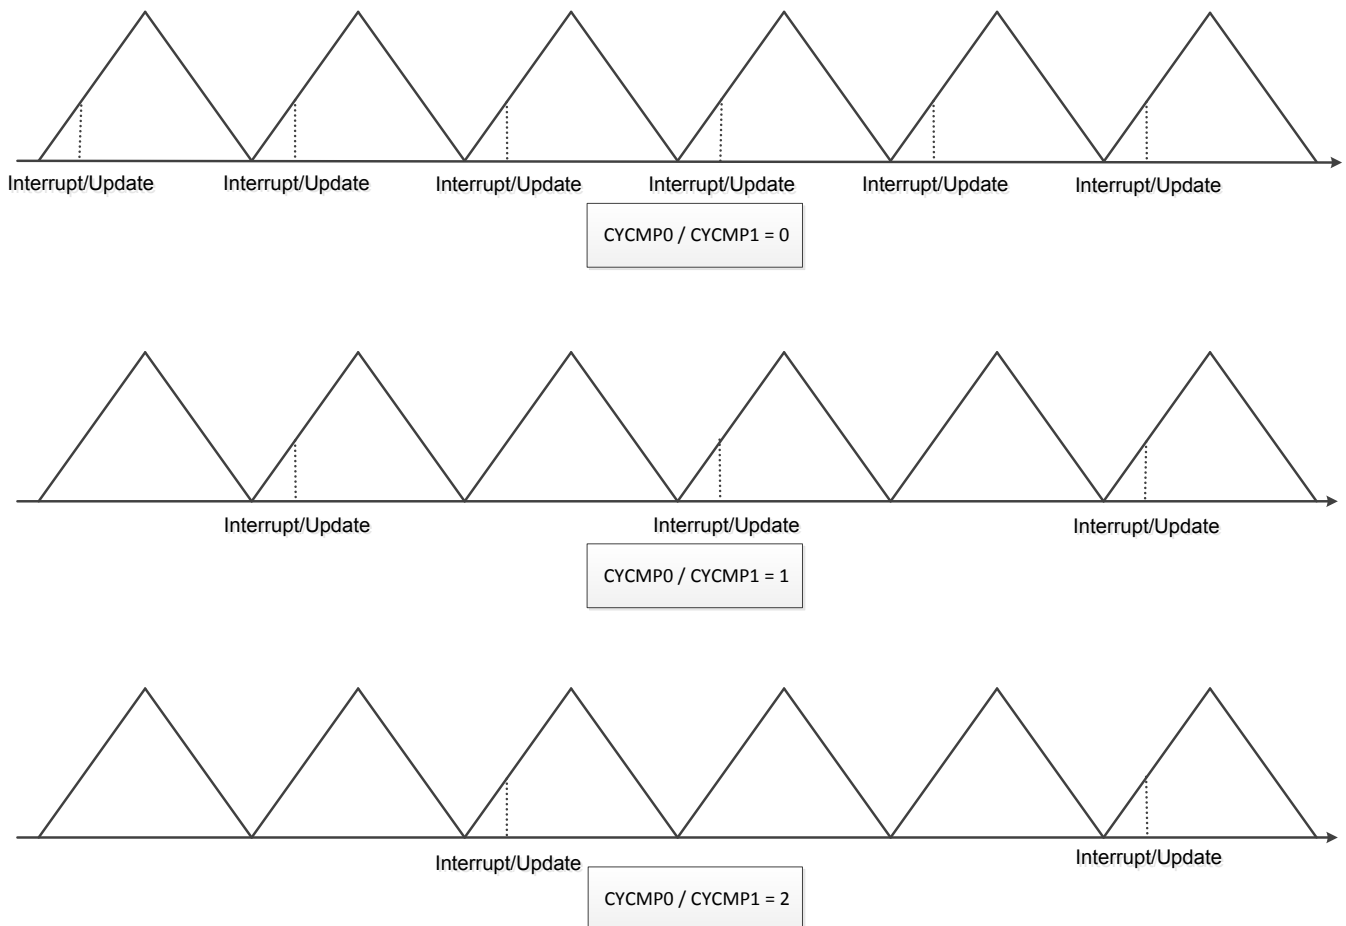 Interrupt/Update Interrupt/Update Interrupt/Update Interrupt/Update Interrupt/Update Interrupt/Update
CYCMP0 / CYCMP1 = 0
Interrupt/Update Interrupt/Update Interrupt/Update
CYCMP0 / CYCMP1 = 1
Interrupt/Update Interrupt/Update
CYCMP0 / CYCMP1 = 2